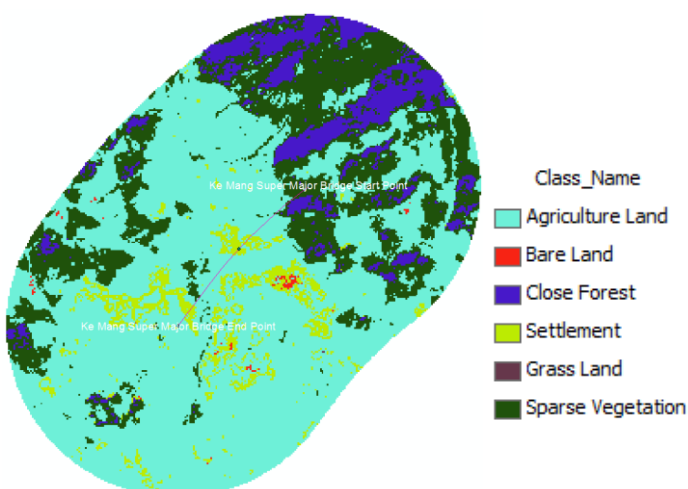 Ke Mang Super Major Bridge Start Point
Ke Mang Super Major Bridge End Point
Class_Name
Agriculture Land
Bare Land
Close Forest
Settlement
Grass Land
Sparse Vegetation